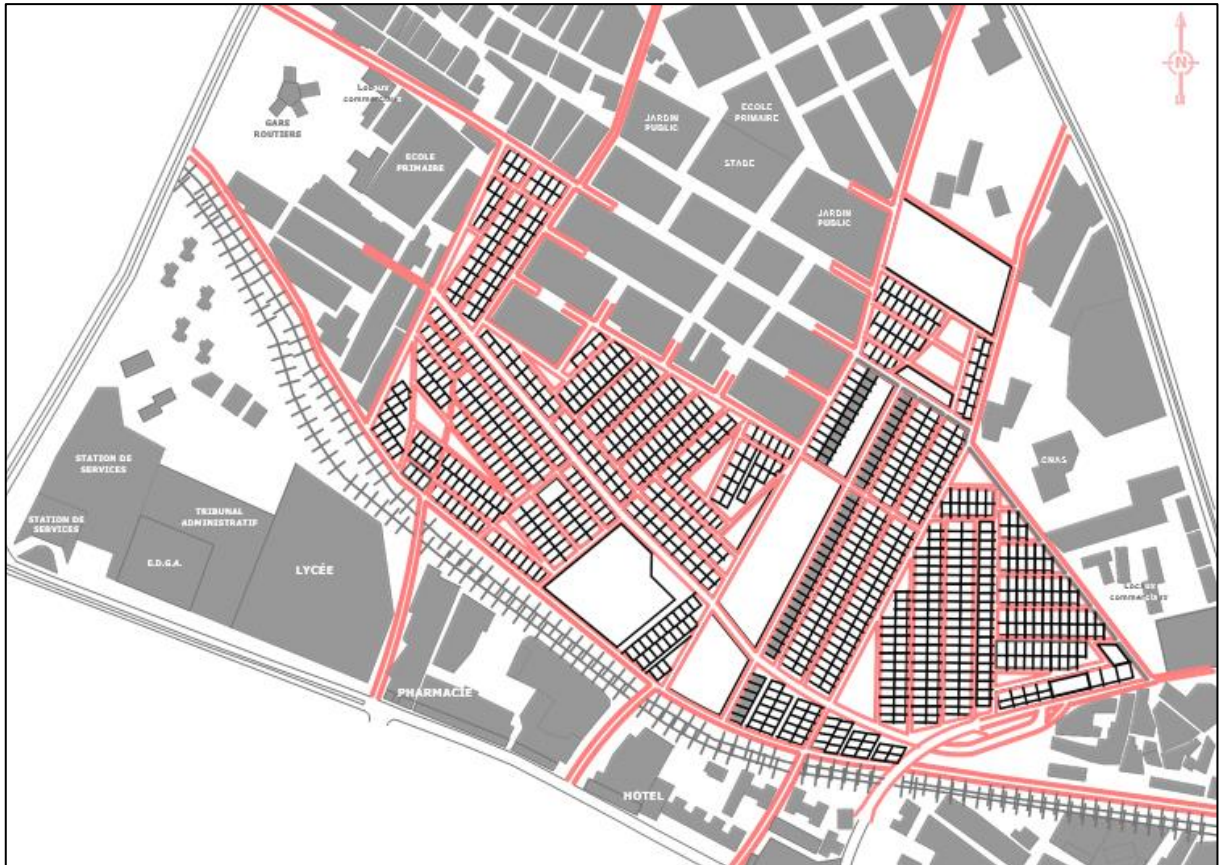 N
Locaux
commerciaux
GARE
ROUTIERE
ECOLE
PRIMAIRE
JARDIN
PUBLIC
ECOLE
PRIMAIRE
STADE
JARDIN
PUBLIC
CNAS
STATION DE
SERVICES
TRIBUNAL
ADMINISTRATIF
STATION DE
SERVICES
E.D.G.A.
LYCÉE
Locaux
commerciaux
PHARMACIE
HOTEL